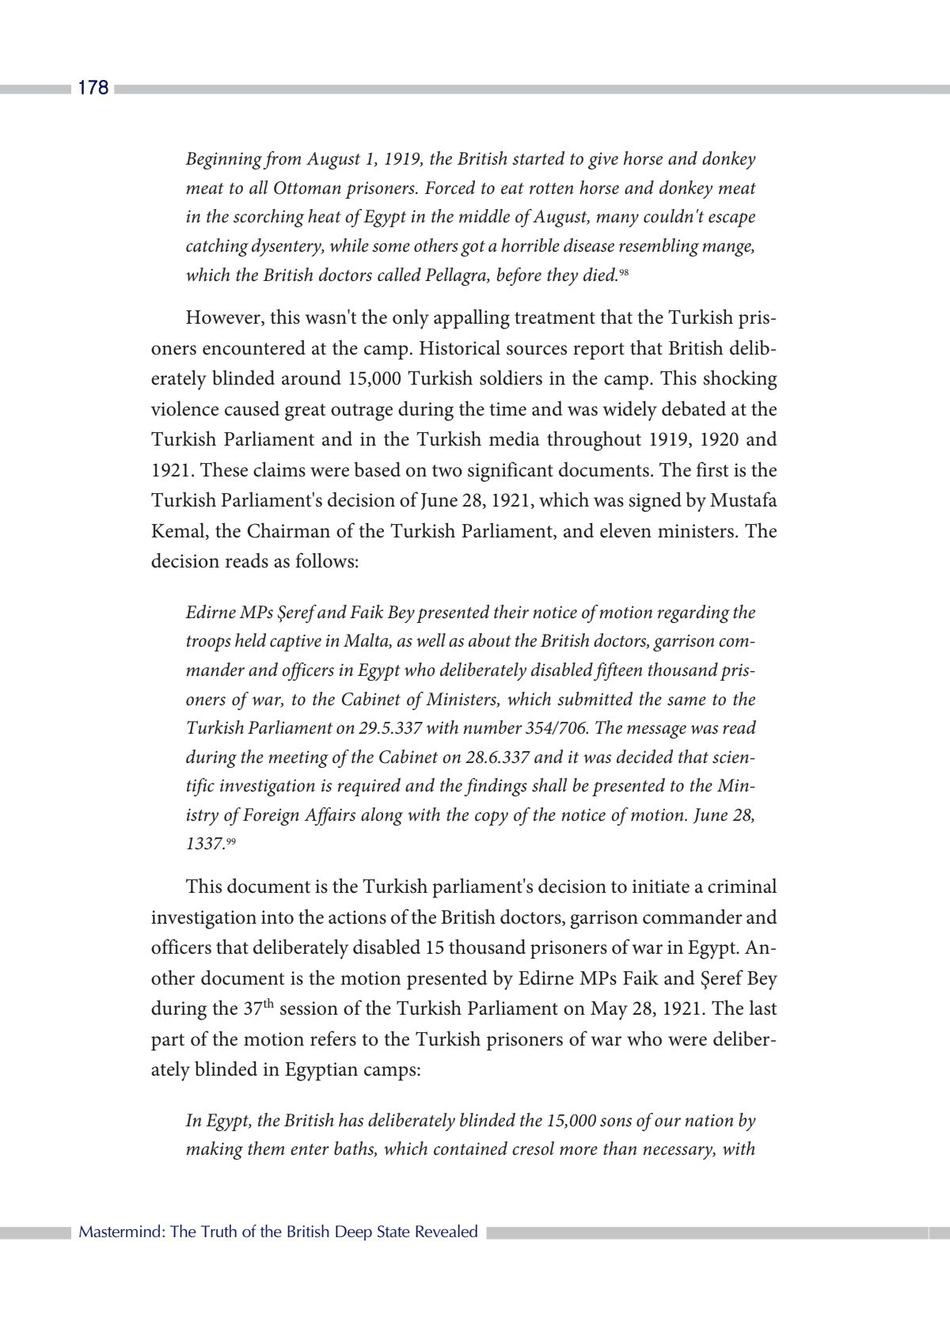 178
Beginning from August 1, 1919, the British started to give horse and donkey
meat to all Ottoman prisoners. Forced to eat rotten horse and donkey meat
in the scorching heat of Egypt in the middle of August, many couldn't escape
catching dysentery, while some others got a horrible disease resembling mange,
which the British doctors called Pellagra, before they died.98
However, this wasn't the only appalling treatment that the Turkish pris-
oners encountered at the camp. Historical sources report that British delib-
erately blinded around 15,000 Turkish soldiers in the camp. This shocking
violence caused great outrage during the time and was widely debated at the
Turkish Parliament and in the Turkish media throughout 1919, 1920 and
1921. These claims were based on two significant documents. The first is the
Turkish Parliament's decision of June 28, 1921, which was signed by Mustafa
Kemal, the Chairman of the Turkish Parliament, and eleven ministers. The
decision reads as follows:
Edirne MPs Şeref and Faik Bey presented their notice of motion regarding the
troops held captive in Malta, as well as about the British doctors, garrison com-
mander and officers in Egypt who deliberately disabled fifteen thousand pris-
oners of war, to the Cabinet of Ministers, which submitted the same to the
Turkish Parliament on 29.5.337 with number 354/706. The message was read
during the meeting of the Cabinet on 28.6.337 and it was decided that scien-
tific investigation is required and the findings shall be presented to the Min-
istry of Foreign Affairs along with the copy of the notice of motion. June 28,
1337.99
This document is the Turkish parliament's decision to initiate a criminal
investigation into the actions of the British doctors, garrison commander and
officers that deliberately disabled 15 thousand prisoners of war in Egypt. An-
other document is the motion presented by Edirne MPs Faik and Şeref Bey
during the 37th session of the Turkish Parliament on May 28, 1921. The last
part of the motion refers to the Turkish prisoners of war who were deliber-
ately blinded in Egyptian camps:
In Egypt, the British has deliberately blinded the 15,000 sons of our nation by
making them enter baths, which contained cresol more than necessary, with
Mastermind: The Truth of the British Deep State Revealed